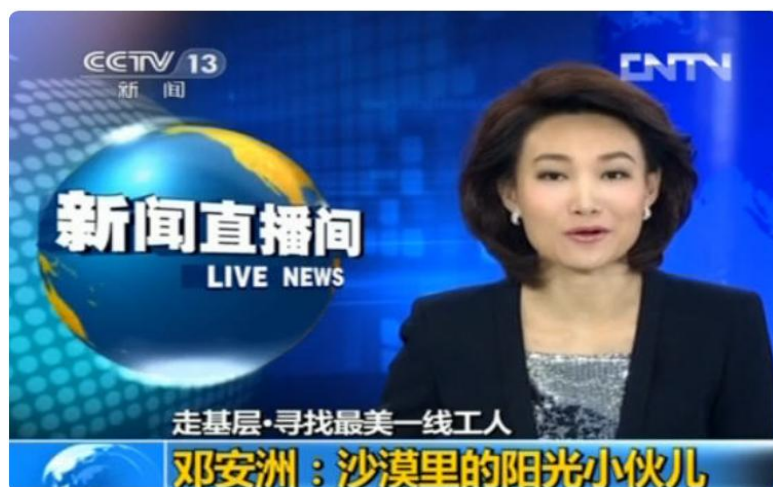 CCTV 13
新闻
CNTV
新闻直播间
LIVE NEWS
走基层·寻找最美一线工人
邓安洲：沙漠里的阳光小伙儿